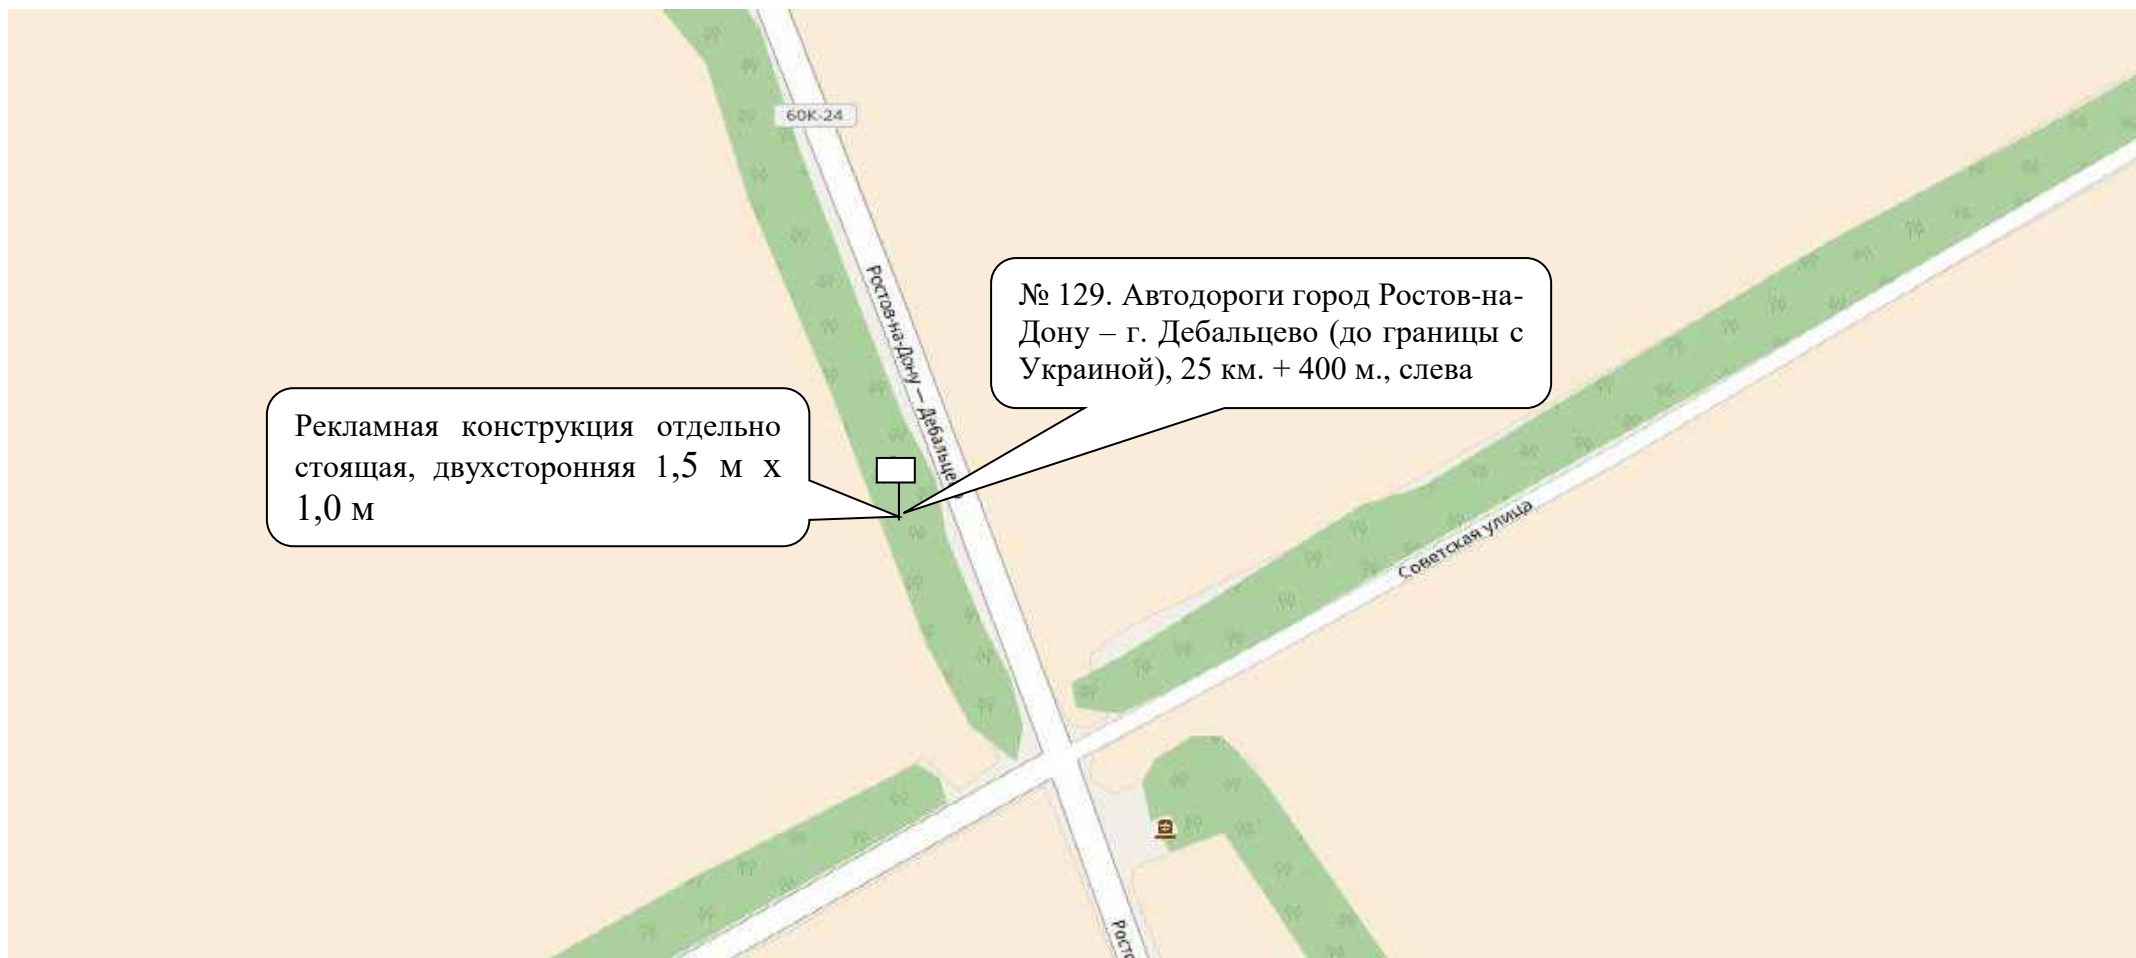 60К-24
Ростов-на-Дону — Дебальце
№ 129. Автодороги город Ростов-на-
Дону – г. Дебальцево (до границы с
Украиной), 25 км. + 400 м., слева
Рекламная конструкция отдельно
стоящая, двухсторонняя 1,5 м х
1,0 м
Советская улица
Росто